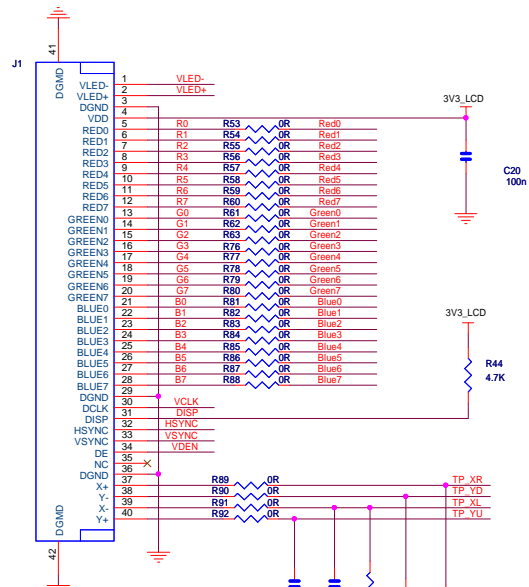 41
J1
DGMD
VLED- 1 VLED-
VLED+ 2 VLED+
DGND 3
VDD 4
3V3_LCD
RED0 5 R0 R53 0R Red0
RED1 6 R1 R54 0R Red1
RED2 7 R2 R55 0R Red2
RED3 8 R3 R56 0R Red3
RED4 9 R4 R57 0R Red4
RED5 10 R5 R58 0R Red5
RED6 11 R6 R59 0R Red6
RED7 12 R7 R60 0R Red7
C20
100n
GREEN0 13 G0 R61 0R Green0
GREEN1 14 G1 R62 0R Green1
GREEN2 15 G2 R63 0R Green2
GREEN3 16 G3 R76 0R Green3
GREEN4 17 G4 R77 0R Green4
GREEN5 18 G5 R78 0R Green5
GREEN6 19 G6 R79 0R Green6
GREEN7 20 G7 R80 0R Green7
BLUE0 21 B0 R81 0R Blue0
BLUE1 22 B1 R82 0R Blue1
BLUE2 23 B2 R83 0R Blue2
BLUE3 24 B3 R84 0R Blue3
BLUE4 25 B4 R85 0R Blue4
BLUE5 26 B5 R86 0R Blue5
BLUE6 27 B6 R87 0R Blue6
BLUE7 28 B7 R88 0R Blue7
3V3_LCD
R44
4.7K
DGND 29
DCLK 30 VCLK
DISP 31 DISP
HSYNC 32 HSYNC
VSYNC 33 VSYNC
DE 34 VDEN
NC 35
DGND 36
X+ 37 R89 0R TP_XR
Y- 38 R90 0R TP_YD
X- 39 R91 0R TP_XL
Y+ 40 R92 0R TP_YU
DGMD
42